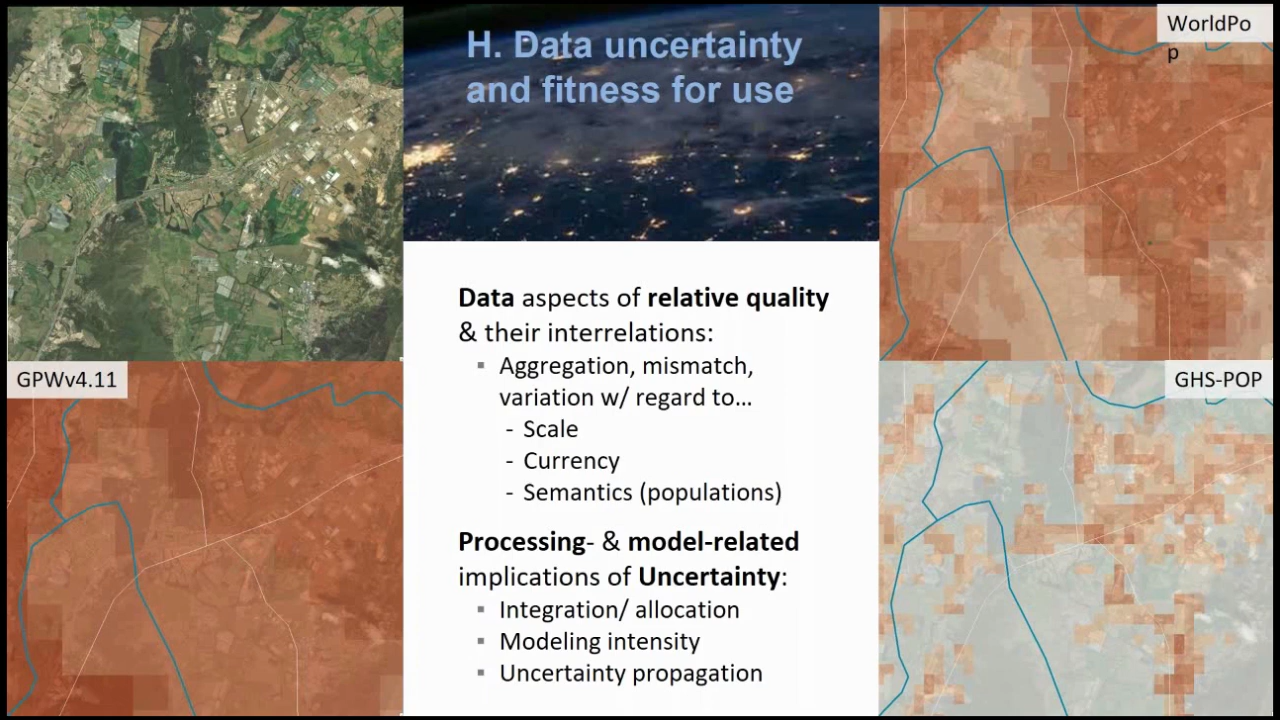 H. Data uncertainty
and fitness for use
WorldPo
p
GPWv4.11
GHS-POP
Data aspects of relative quality
& their interrelations:
▪ Aggregation, mismatch,
variation w/ regard to…
- Scale
- Currency
- Semantics (populations)
Processing- & model-related
implications of Uncertainty:
▪ Integration/ allocation
▪ Modeling intensity
▪ Uncertainty propagation